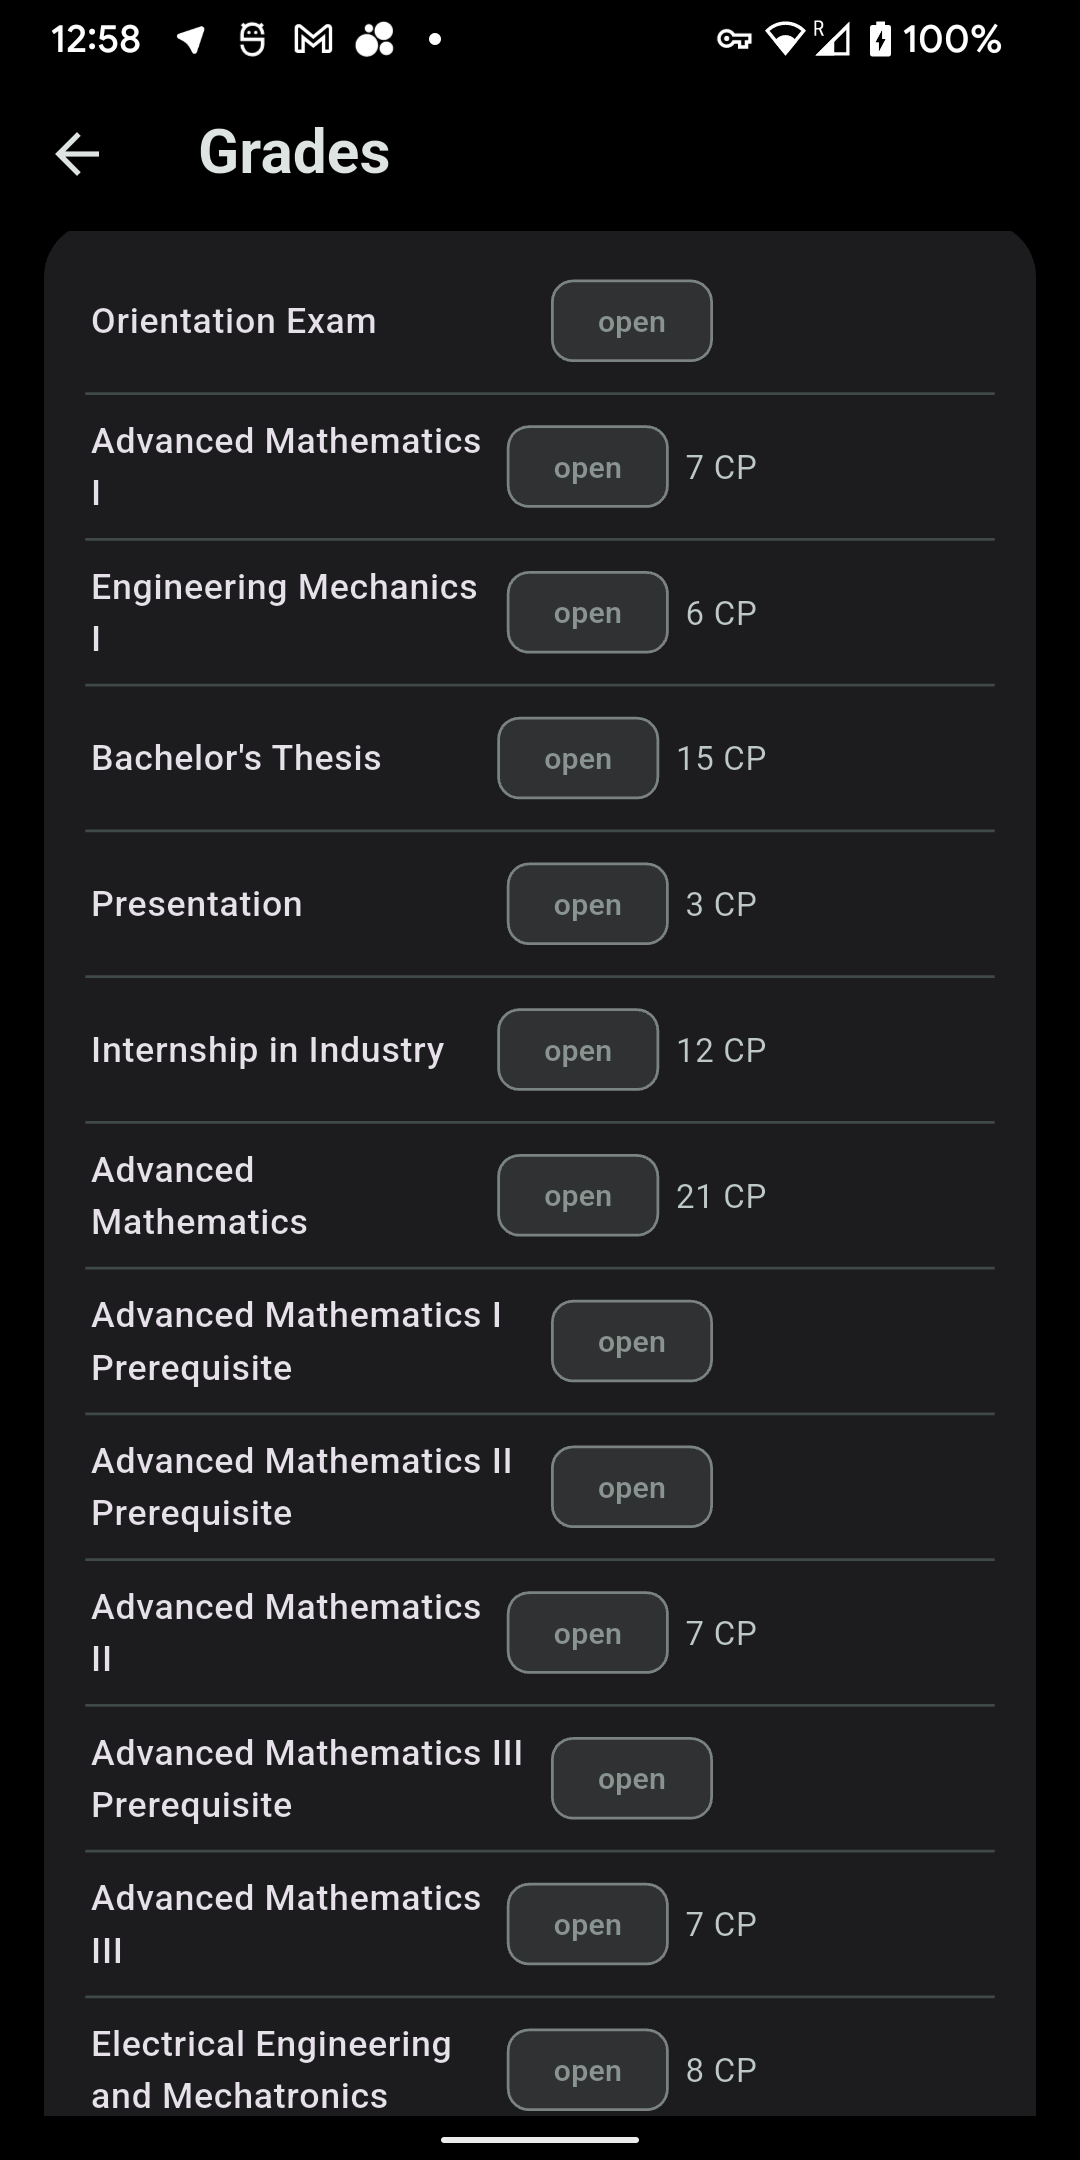 12:58
R
100%
Grades
Orientation Exam
open
Advanced Mathematics
I
open
7 CP
Engineering Mechanics
I
open
6 CP
Bachelor's Thesis
open
15 CP
Presentation
open
3 CP
Internship in Industry
open
12 CP
Advanced
Mathematics
open
21 CP
Advanced Mathematics I
Prerequisite
open
Advanced Mathematics II
Prerequisite
open
Advanced Mathematics
II
open
7 CP
Advanced Mathematics III
Prerequisite
open
Advanced Mathematics
III
open
7 CP
Electrical Engineering
and Mechatronics
open
8 CP